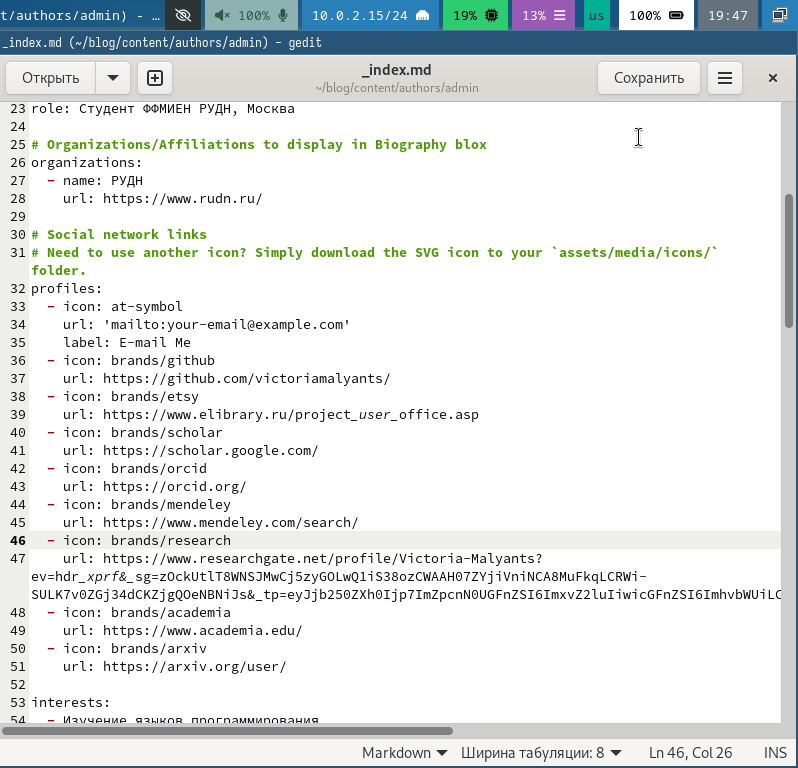 t/authors/admin) - … 100% 10.0.2.15/24 19% 13% us 100% 19:47
_index.md (~/blog/content/authors/admin) - gedit
Открыть _index.md Сохранить
~/blog/content/authors/admin
23 role: Студент ФФМИЕН РУДН, Москва
24
25 # Organizations/Affiliations to display in Biography blox
26 organizations:
27   - name: РУДН
28     url: https://www.rudn.ru/
29
30 # Social network links
31 # Need to use another icon? Simply download the SVG icon to your `assets/media/icons/`
folder.
32 profiles:
33   - icon: at-symbol
34     url: 'mailto:your-email@example.com'
35     label: E-mail Me
36   - icon: brands/github
37     url: https://github.com/victoriamalyants/
38   - icon: brands/etsy
39     url: https://www.elibrary.ru/project_user_office.asp
40   - icon: brands/scholar
41     url: https://scholar.google.com/
42   - icon: brands/orcid
43     url: https://orcid.org/
44   - icon: brands/mendeley
45     url: https://www.mendeley.com/search/
46   - icon: brands/research
47     url: https://www.researchgate.net/profile/Victoria-Malyants?
ev=hdr_xprf&_sg=zOckUtlT8WNSJMwCj5zyGOLwQ1iS38ozCWAAH07ZYjiVniNCA8MuFkqLCRWi-
SULK7v0ZGj34dCKZjgQOeNBNiJs&_tp=eyJjb250ZXh0Ijp7ImZpcnN0UGFnZSI6ImxvZ2luIiwicGFnZSI6ImhvbWUiLC
48   - icon: brands/academia
49     url: https://www.academia.edu/
50   - icon: brands/arxiv
51     url: https://arxiv.org/user/
52
53 interests:
54   - Изучение языков программирования
Markdown Ширина табуляции: 8 Ln 46, Col 26 INS